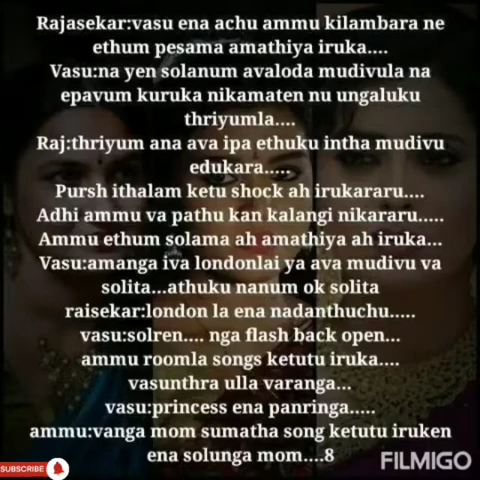 Rajasekar:vasu ena achu ammu kilambara ne
ethum pesama amathiya iruka....
Vasu:na yen solanum avaloda mudivula na
epavum kuruka nikamaten nu ungaluku
thriyumla....
Raj:thriyum ana ava ipa ethuku intha mudivu
edukara.....
Pursh ithalam ketu shock ah irukararu....
Adhi ammu va pathu kan kalangi nikararu.....
Ammu ethum solama ah amathiya ah iruka...
Vasu:amanga iva londonlai ya ava mudivu va
solita...athuku nanum ok solita
raisekar:london la ena nadanthuchu.....
vasu:solren.... nga flash back open...
ammu roomla songs ketutu iruka....
vasunthra ulla varanga...
vasu:princess ena panringa.....
ammu:vanga mom sumatha song ketutu iruken
ena solunga mom....8
SUBSCRIBE
FILMIGO